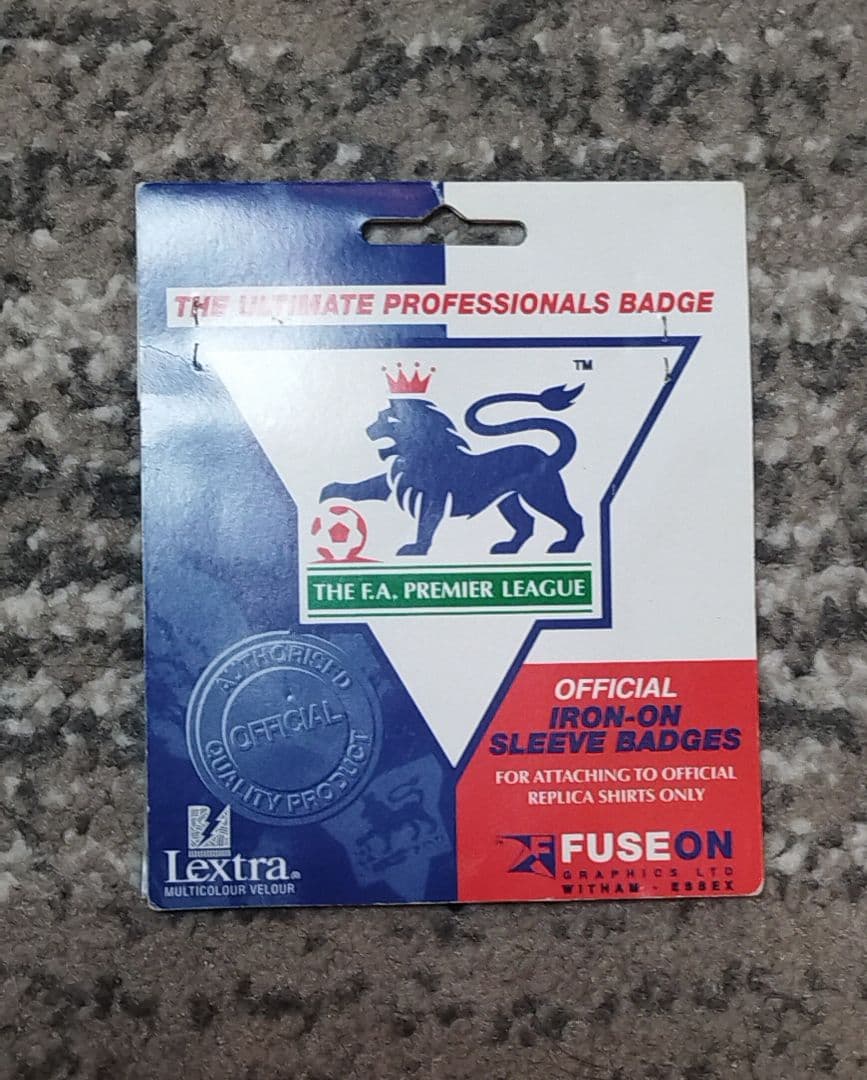 THE ULTIMATE PROFESSIONALS BADGE
TM
THE F.A. PREMIER LEAGUE
AUTHORISED
OFFICIAL
QUALITY PRODUCT
OFFICIAL
IRON-ON
SLEEVE BADGES
FOR ATTACHING TO OFFICIAL
REPLICA SHIRTS ONLY
Lextra®
MULTICOLOUR VELOUR
FUSEON
GRAPHICS LTD
WITHAM - ESSEX